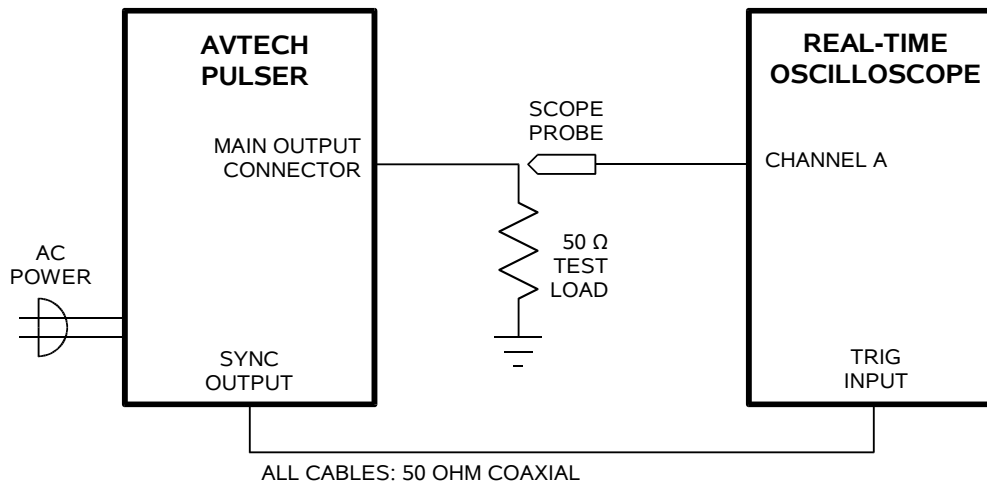 AVTECH
PULSER
REAL-TIME
OSCILLOSCOPE
SCOPE
PROBE
MAIN OUTPUT
CONNECTOR
CHANNEL A
50 Ω
TEST
LOAD
AC
POWER
SYNC
OUTPUT
TRIG
INPUT
ALL CABLES: 50 OHM COAXIAL